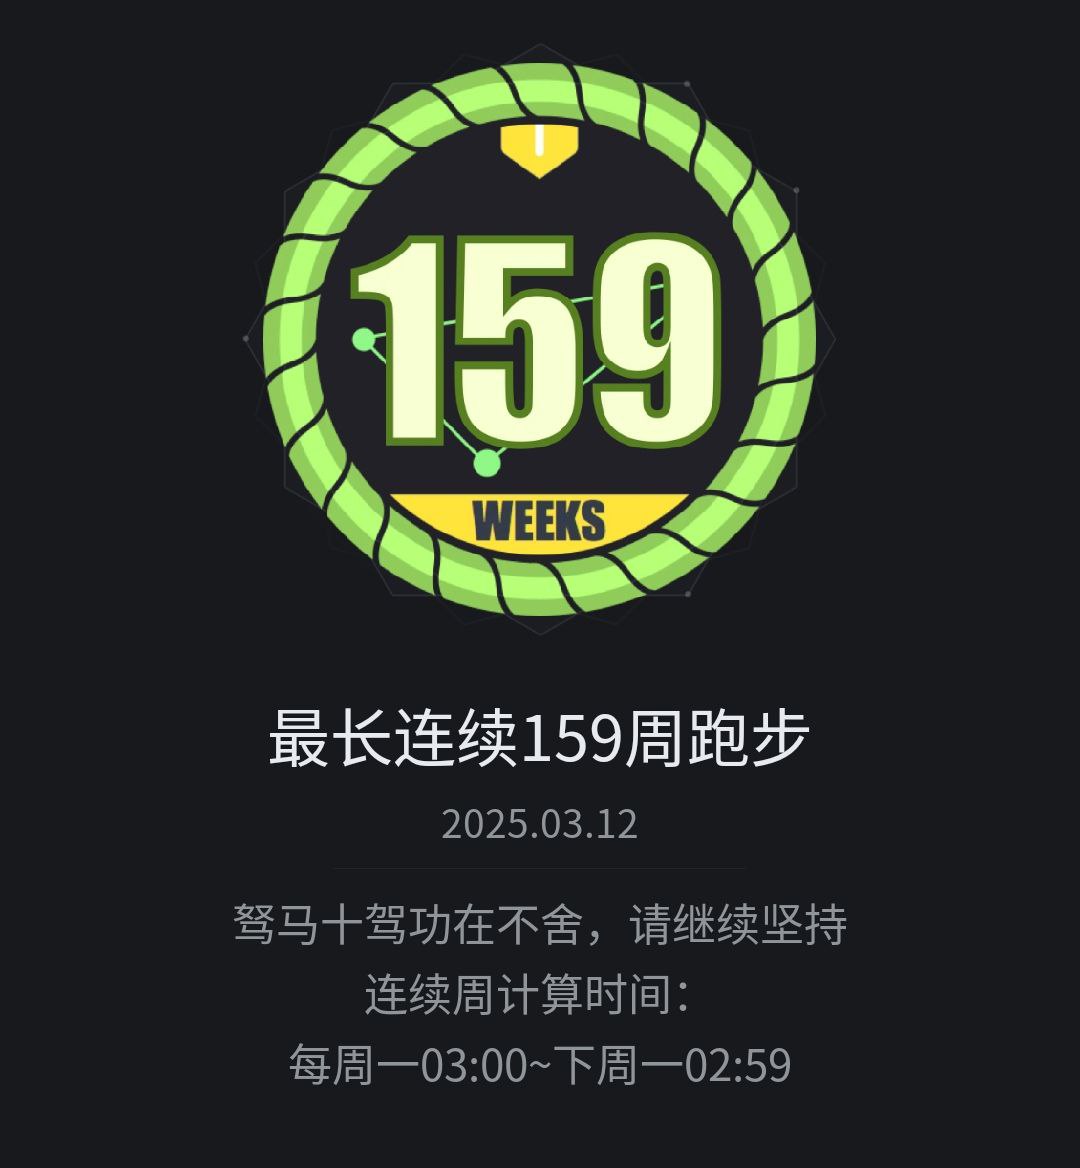 159
WEEKS
最长连续159周跑步
2025.03.12
驽马十驾功在不舍，请继续坚持
连续周计算时间：
每周一03:00~下周一02:59